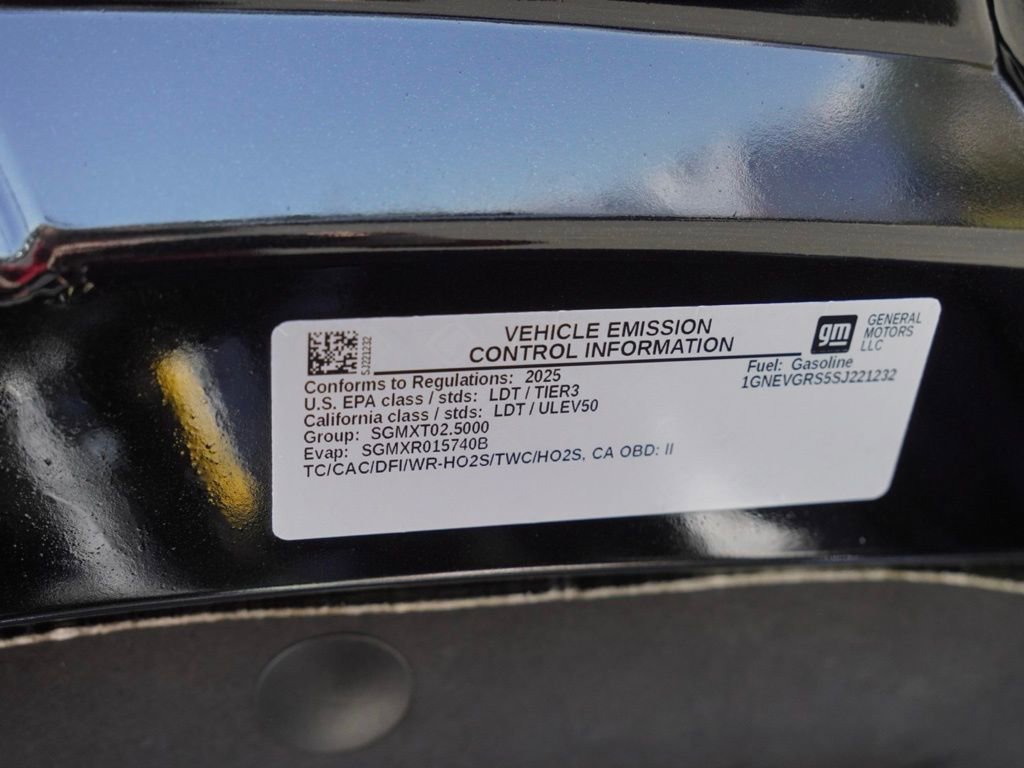 VEHICLE EMISSION
CONTROL INFORMATION
gm
GENERAL
MOTORS
LLC
SJ221232
Fuel: Gasoline
1GNEVGRS5SJ221232
Conforms to Regulations: 2025
U.S. EPA class / stds: LDT / TIER3
California class / stds: LDT / ULEV50
Group: SGMXT02.5000
Evap: SGMXR015740B
TC/CAC/DFI/WR-HO2S/TWC/HO2S, CA OBD: II